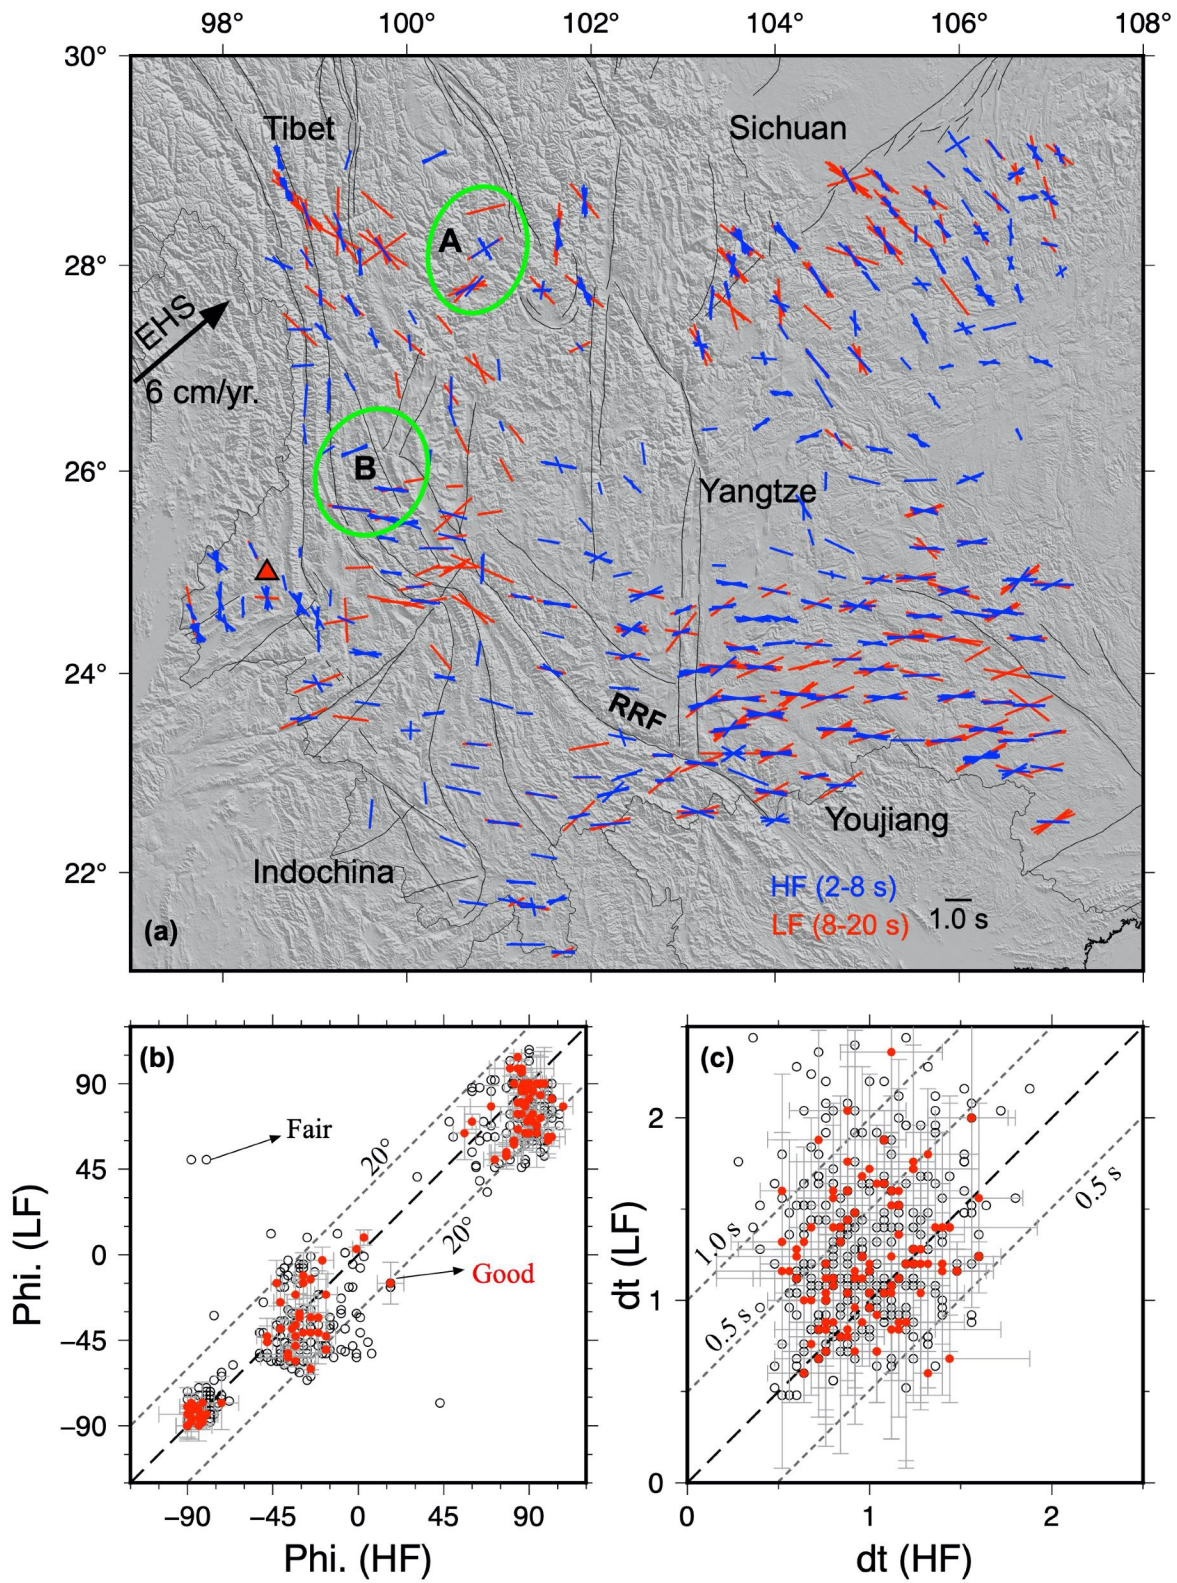 98° 100° 102° 104° 106° 108°
30°
28°
26°
24°
22°
Tibet
Sichuan
A
EHS
6 cm/yr.
B
Yangtze
RRF
Youjiang
Indochina
HF (2-8 s)
LF (8-20 s)
1.0 s
(a)
(b)
Fair
20°
20°
Good
90
45
0
−45
−90
Phi. (LF)
−90 −45 0 45 90
Phi. (HF)
(c)
1.0 s
0.5 s
0.5 s
2
1
0
dt (LF)
0 1 2
dt (HF)